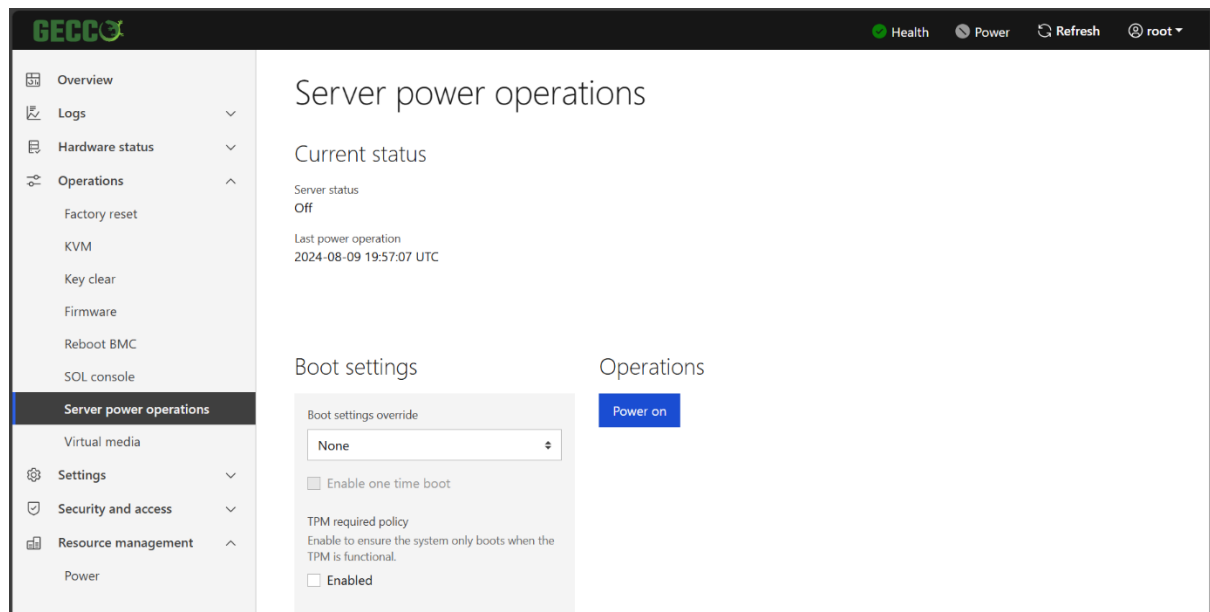 GECCO
Health
Power
Refresh
root
Overview
Logs
Hardware status
Operations
Factory reset
KVM
Key clear
Firmware
Reboot BMC
SOL console
Server power operations
Virtual media
Settings
Security and access
Resource management
Power
Server power operations
Current status
Server status
Off
Last power operation
2024-08-09 19:57:07 UTC
Boot settings
Boot settings override
None
Enable one time boot
TPM required policy
Enable to ensure the system only boots when the
TPM is functional.
Enabled
Operations
Power on